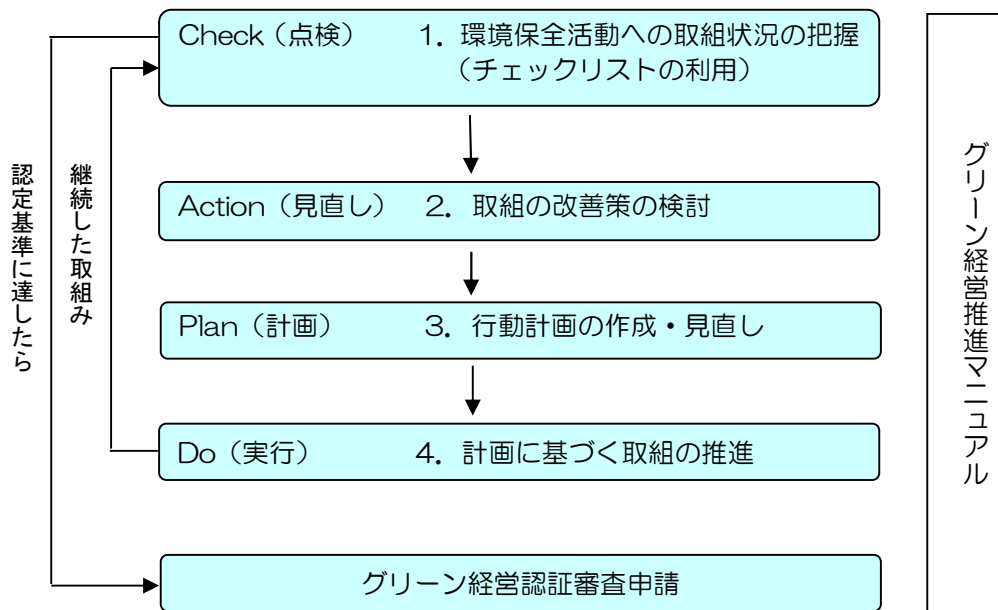 Check（点検）　　1．環境保全活動への取組状況の把握
（チェックリストの利用）
Action（見直し）　2．取組の改善策の検討
Plan（計画）　　3．行動計画の作成・見直し
Do（実行）　　4．計画に基づく取組の推進
グリーン経営認証審査申請
認定基準に達したら
継続した取組み
グリーン経営推進マニュアル